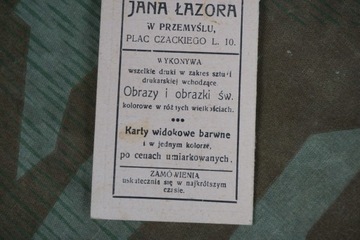 JANA ŁAZORA
W PRZEMYŚLU,
PLAC CZACKIEGO L. 10.
WYKONYWA
wszelkie druki w zakres sztuki
drukarskiej wchodzące
Obrazy i obrazki św.
kolorowe w różnych wielkościach.
Karty widokowe barwne
i w jednym kolorze,
po cenach umiarkowanych.
ZAMÓWIENIA
uskutecznia się w najkrótszym
czasie.